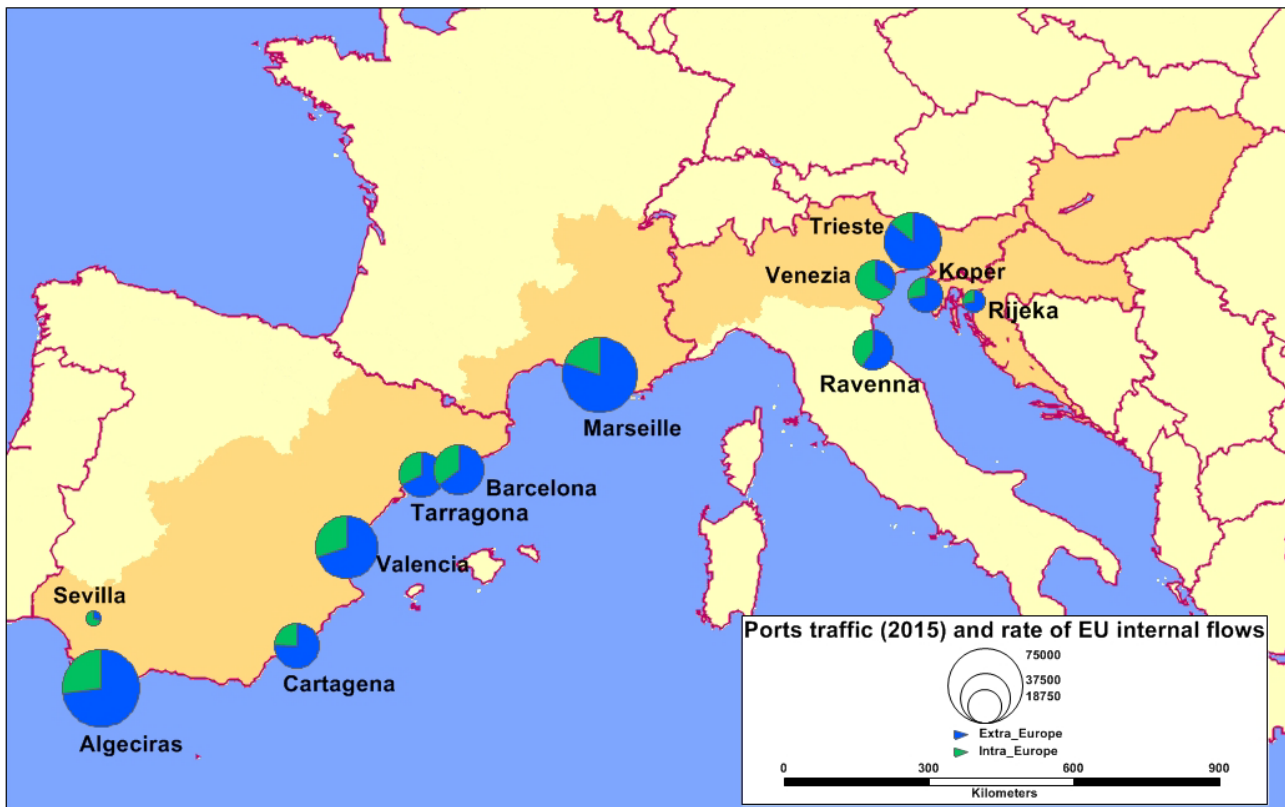 Trieste
Venezia
Koper
Rijeka
Ravenna
Marseille
Barcelona
Tarragona
Valencia
Sevilla
Cartagena
Algeciras
Ports traffic (2015) and rate of EU internal flows
75000
37500
18750
Extra_Europe
Intra_Europe
0 300 600 900
Kilometers